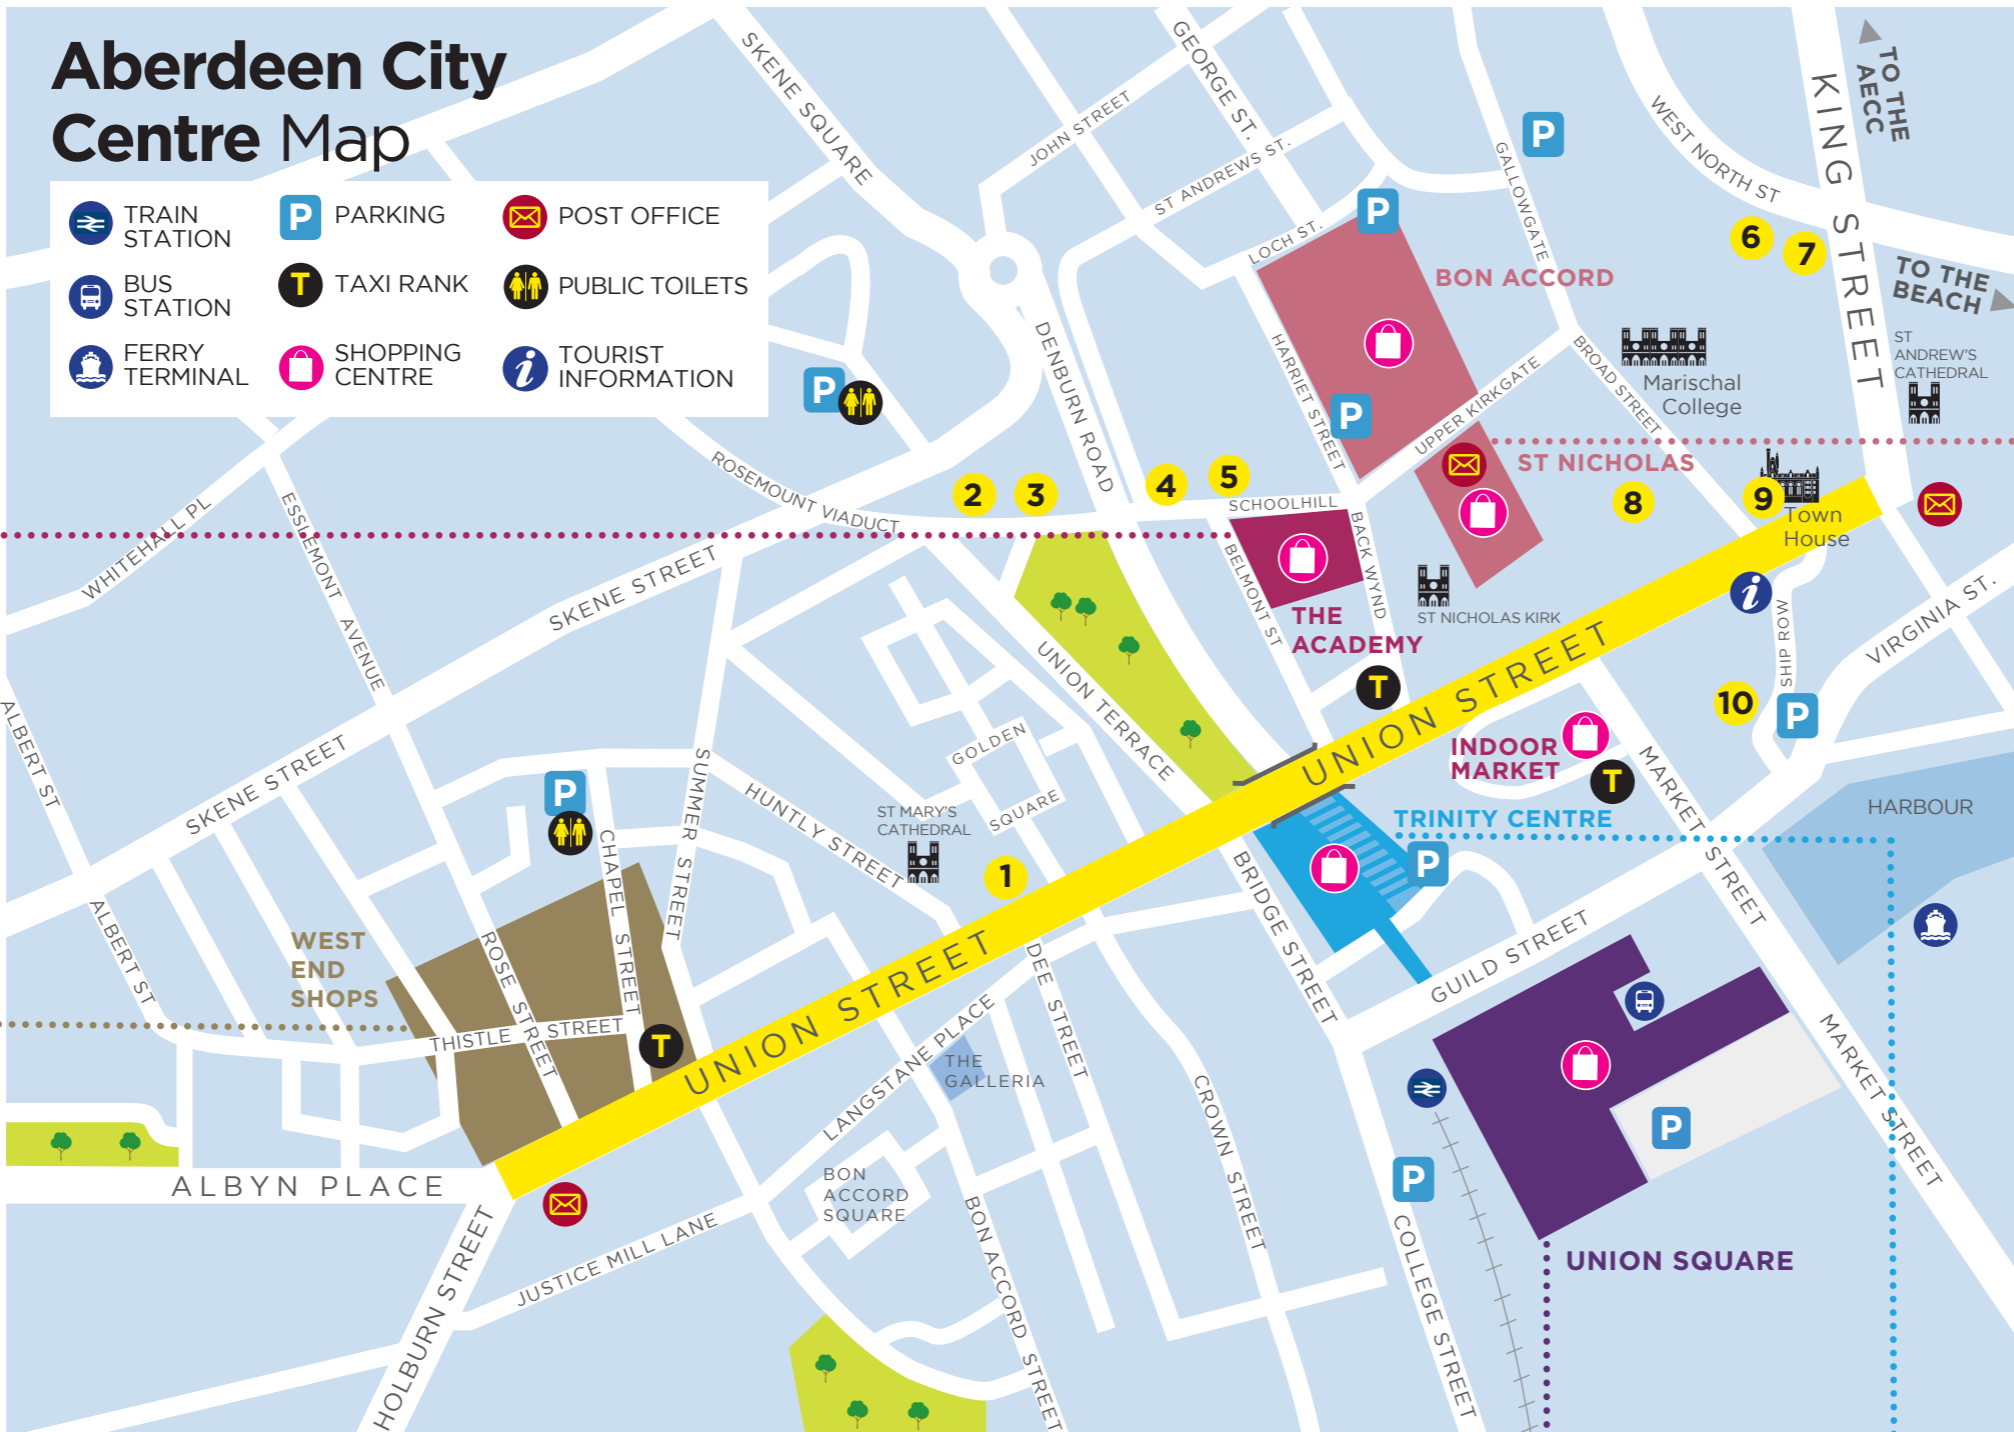 Aberdeen City
Centre Map
TRAIN
STATION
P
PARKING
POST OFFICE
BUS
STATION
T
TAXI RANK
PUBLIC TOILETS
FERRY
TERMINAL
SHOPPING
CENTRE
i
TOURIST
INFORMATION
SKENE SQUARE
GEORGE ST.
JOHN STREET
ST ANDREWS ST.
LOCH ST.
GALLOWGATE
P
P
WEST NORTH ST
KING STREET
TO THE
AECC
6
7
TO THE
BEACH
BON ACCORD
HARRIET STREET
DENBURN ROAD
P
P
UPPER KIRKGATE
BROAD STREET
Marischal
College
ST
ANDREW'S
CATHEDRAL
ROSEMOUNT VIADUCT
2
3
4
5
SCHOOLHILL
ST NICHOLAS
8
9
Town
House
WHITEHALL PL
ESSLEMONT AVENUE
SKENE STREET
BELMONT ST
BACK WYND
THE
ACADEMY
ST NICHOLAS KIRK
i
SHIP ROW
VIRGINIA ST.
UNION TERRACE
T
UNION STREET
10
P
ALBERT ST
SKENE STREET
SUMMER STREET
GOLDEN
SQUARE
INDOOR
MARKET
T
MARKET STREET
HARBOUR
P
CHAPEL STREET
HUNTLY STREET
ST MARY'S
CATHEDRAL
1
TRINITY CENTRE
P
BRIDGE STREET
ALBERT ST
WEST
END
SHOPS
ROSE STREET
THISTLE STREET
T
UNION STREET
DEE STREET
GUILD STREET
LANGSTANE PLACE
THE
GALLERIA
CROWN STREET
MARKET STREET
P
P
ALBYN PLACE
BON
ACCORD
SQUARE
BON ACCORD STREET
COLLEGE STREET
JUSTICE MILL LANE
HOLBURN STREET
UNION SQUARE